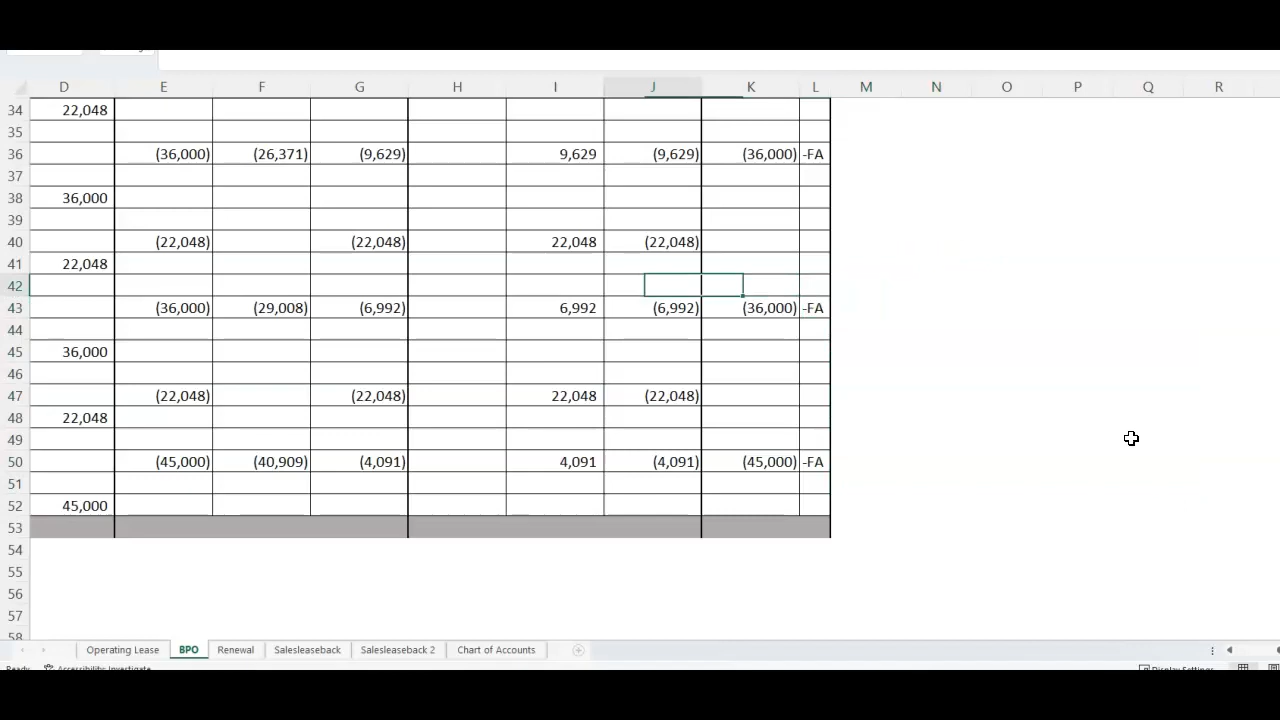 D E F G H I J K L M N O P Q R
34 22,048
35
36 (36,000) (26,371) (9,629) 9,629 (9,629) (36,000) -FA
37
38 36,000
39
40 (22,048) (22,048) 22,048 (22,048)
41 22,048
42
43 (36,000) (29,008) (6,992) 6,992 (6,992) (36,000) -FA
44
45 36,000
46
47 (22,048) (22,048) 22,048 (22,048)
48 22,048
49
50 (45,000) (40,909) (4,091) 4,091 (4,091) (45,000) -FA
51
52 45,000
53
54
55
56
57
58
Operating Lease BPO Renewal Salesleaseback Salesleaseback 2 Chart of Accounts
Ready Accessibility: Investigate Display Settings